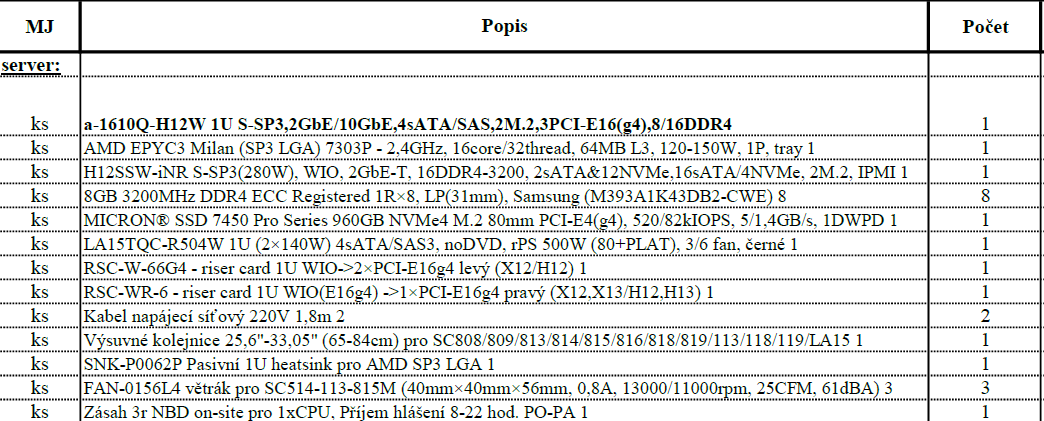 MJ Popis Počet
server:
ks a-1610Q-H12W 1U S-SP3,2GbE/10GbE,4sATA/SAS,2M.2,3PCI-E16(g4),8/16DDR4 1
ks AMD EPYC3 Milan (SP3 LGA) 7303P - 2,4GHz, 16core/32thread, 64MB L3, 120-150W, 1P, tray 1 1
ks H12SSW-iNR S-SP3(280W), WIO, 2GbE-T, 16DDR4-3200, 2sATA&12NVMe,16sATA/4NVMe, 2M.2, IPMI 1 1
ks 8GB 3200MHz DDR4 ECC Registered 1R×8, LP(31mm), Samsung (M393A1K43DB2-CWE) 8 8
ks MICRON® SSD 7450 Pro Series 960GB NVMe4 M.2 80mm PCI-E4(g4), 520/82kIOPS, 5/1,4GB/s, 1DWPD 1 1
ks LA15TQC-R504W 1U (2×140W) 4sATA/SAS3, noDVD, rPS 500W (80+PLAT), 3/6 fan, černé 1 1
ks RSC-W-66G4 - riser card 1U WIO->2×PCI-E16g4 levý (X12/H12) 1 1
ks RSC-WR-6 - riser card 1U WIO(E16g4) ->1×PCI-E16g4 pravý (X12,X13/H12,H13) 1 1
ks Kabel napájecí síťový 220V 1,8m 2 2
ks Výsuvné kolejnice 25,6"-33,05" (65-84cm) pro SC808/809/813/814/815/816/818/819/113/118/119/LA15 1 1
ks SNK-P0062P Pasivní 1U heatsink pro AMD SP3 LGA 1 1
ks FAN-0156L4 větrák pro SC514-113-815M (40mm×40mm×56mm, 0,8A, 13000/11000rpm, 25CFM, 61dBA) 3 3
ks Zásah 3r NBD on-site pro 1xCPU, Příjem hlášení 8-22 hod. PO-PA 1 1